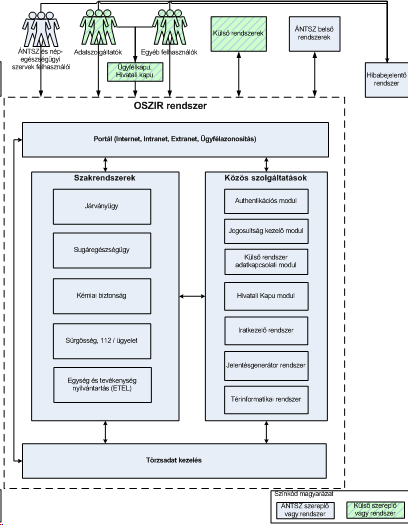 ÁNTSZ és nép-
egészségügyi
szervek felhasználói
Adatszolgáltatók
Egyéb felhasználók
Ügyfélkapu,
Hivatali kapu
Külső rendszerek
ÁNTSZ belső
rendszerek
Hibabejelentő
rendszer
OSZIR rendszer
Portál (Internet, Intranet, Extranet, Ügyfélazonosítás)
Szakrendszerek
Járványügy
Sugáregészségügy
Kémiai biztonság
Sürgősség, 112 / ügyelet
Egység és tevékenység
nyilvántartás (ETEL)
Közös szolgáltatások
Authentikációs modul
Jogosultság kezelő modul
Külső rendszer
adatkapcsolati modul
Hivatali Kapu modul
Iratkezelő rendszer
Jelentésgenerátor rendszer
Térinformatikai rendszer
Törzsadat kezelés
Színkód magyarázat
ÁNTSZ szereplő
vagy rendszer
Külső szereplő
vagy rendszer